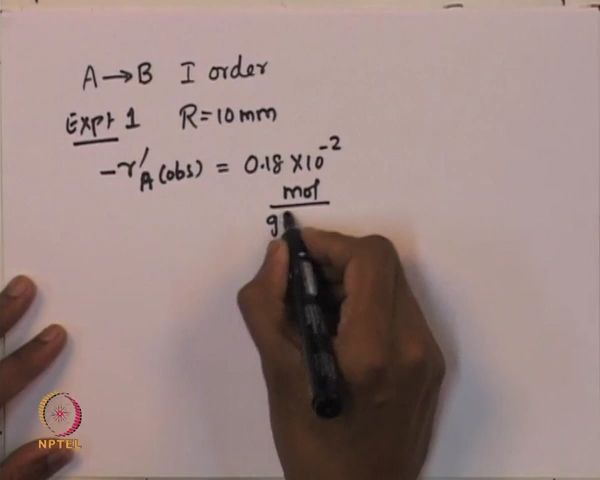 A → B I order
Expt 1 R = 10 mm
-r'A (obs) = 0.18 × 10^-2
mol
g
NPTEL